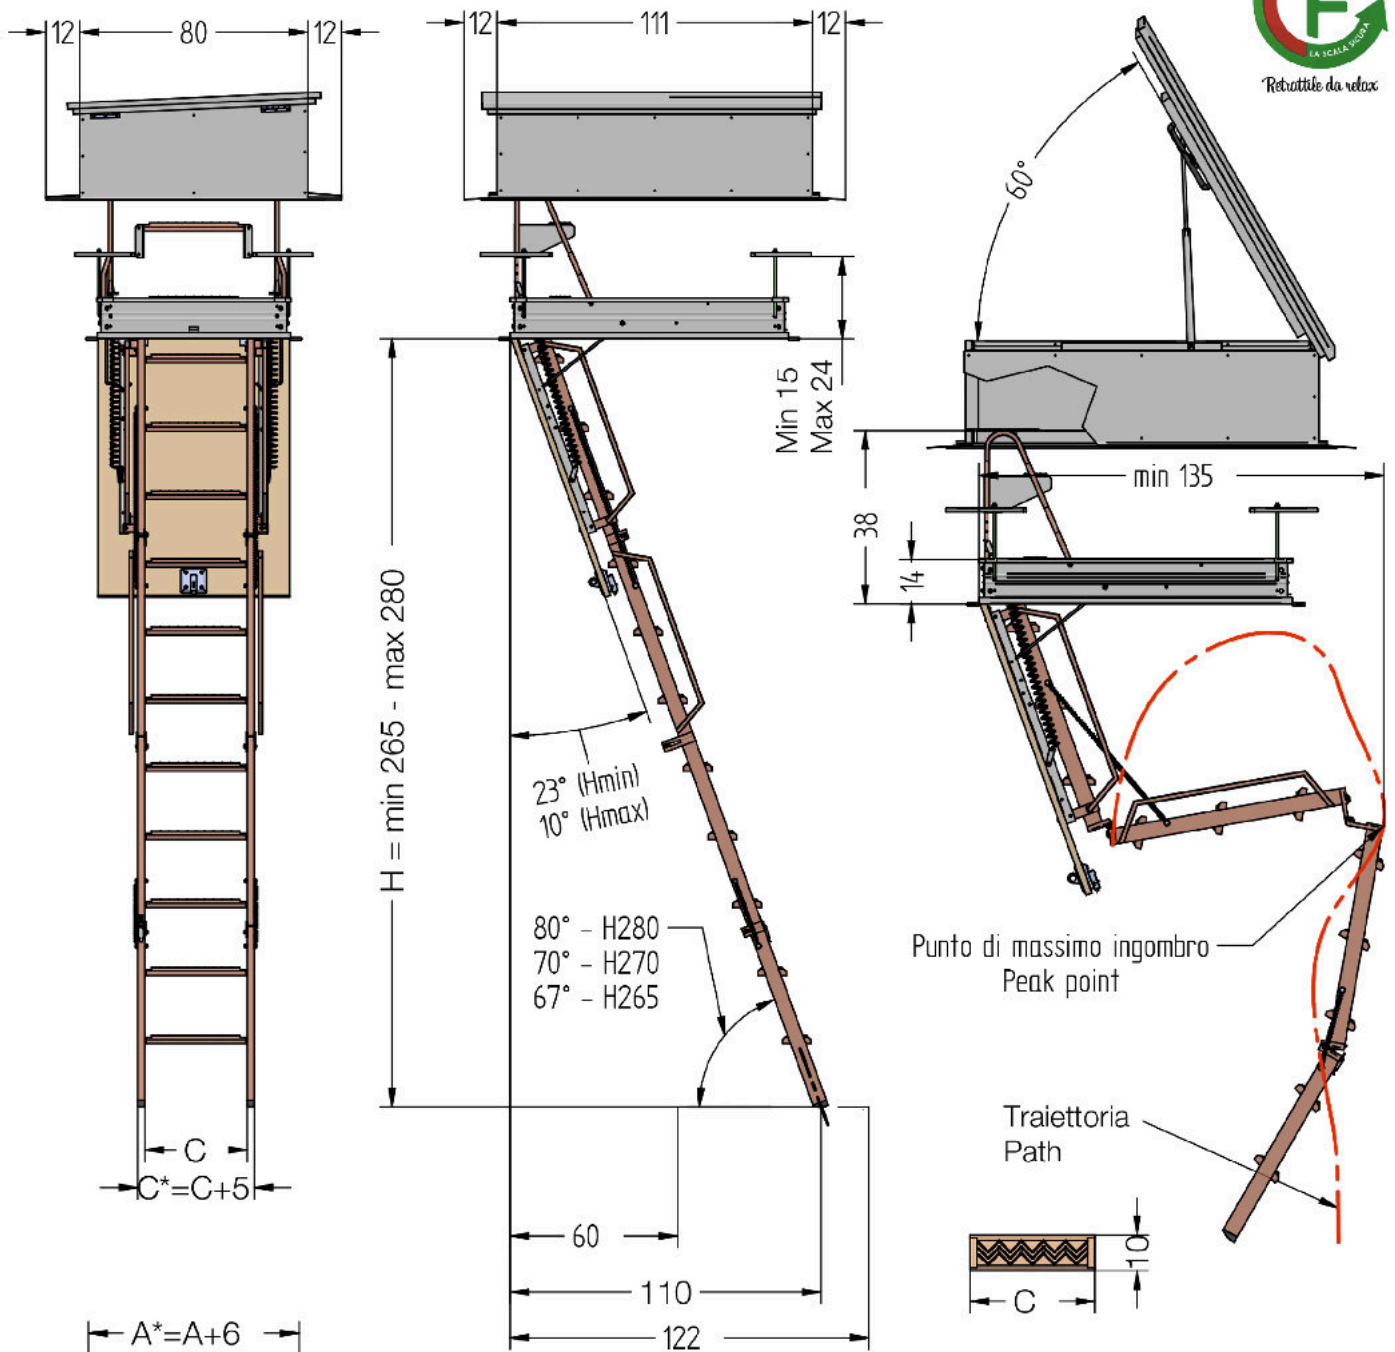 12
80
12
12
111
12
F
LA SCALA SICURA
Retrattile da relax
60°
Min 15
Max 24
min 135
38
14
H = min 265 - max 280
23° (Hmin)
10° (Hmax)
80° - H280
70° - H270
67° - H265
Punto di massimo ingombro
Peak point
Traiettoria
Path
C
C*=C+5
60
110
122
10
C
A*=A+6